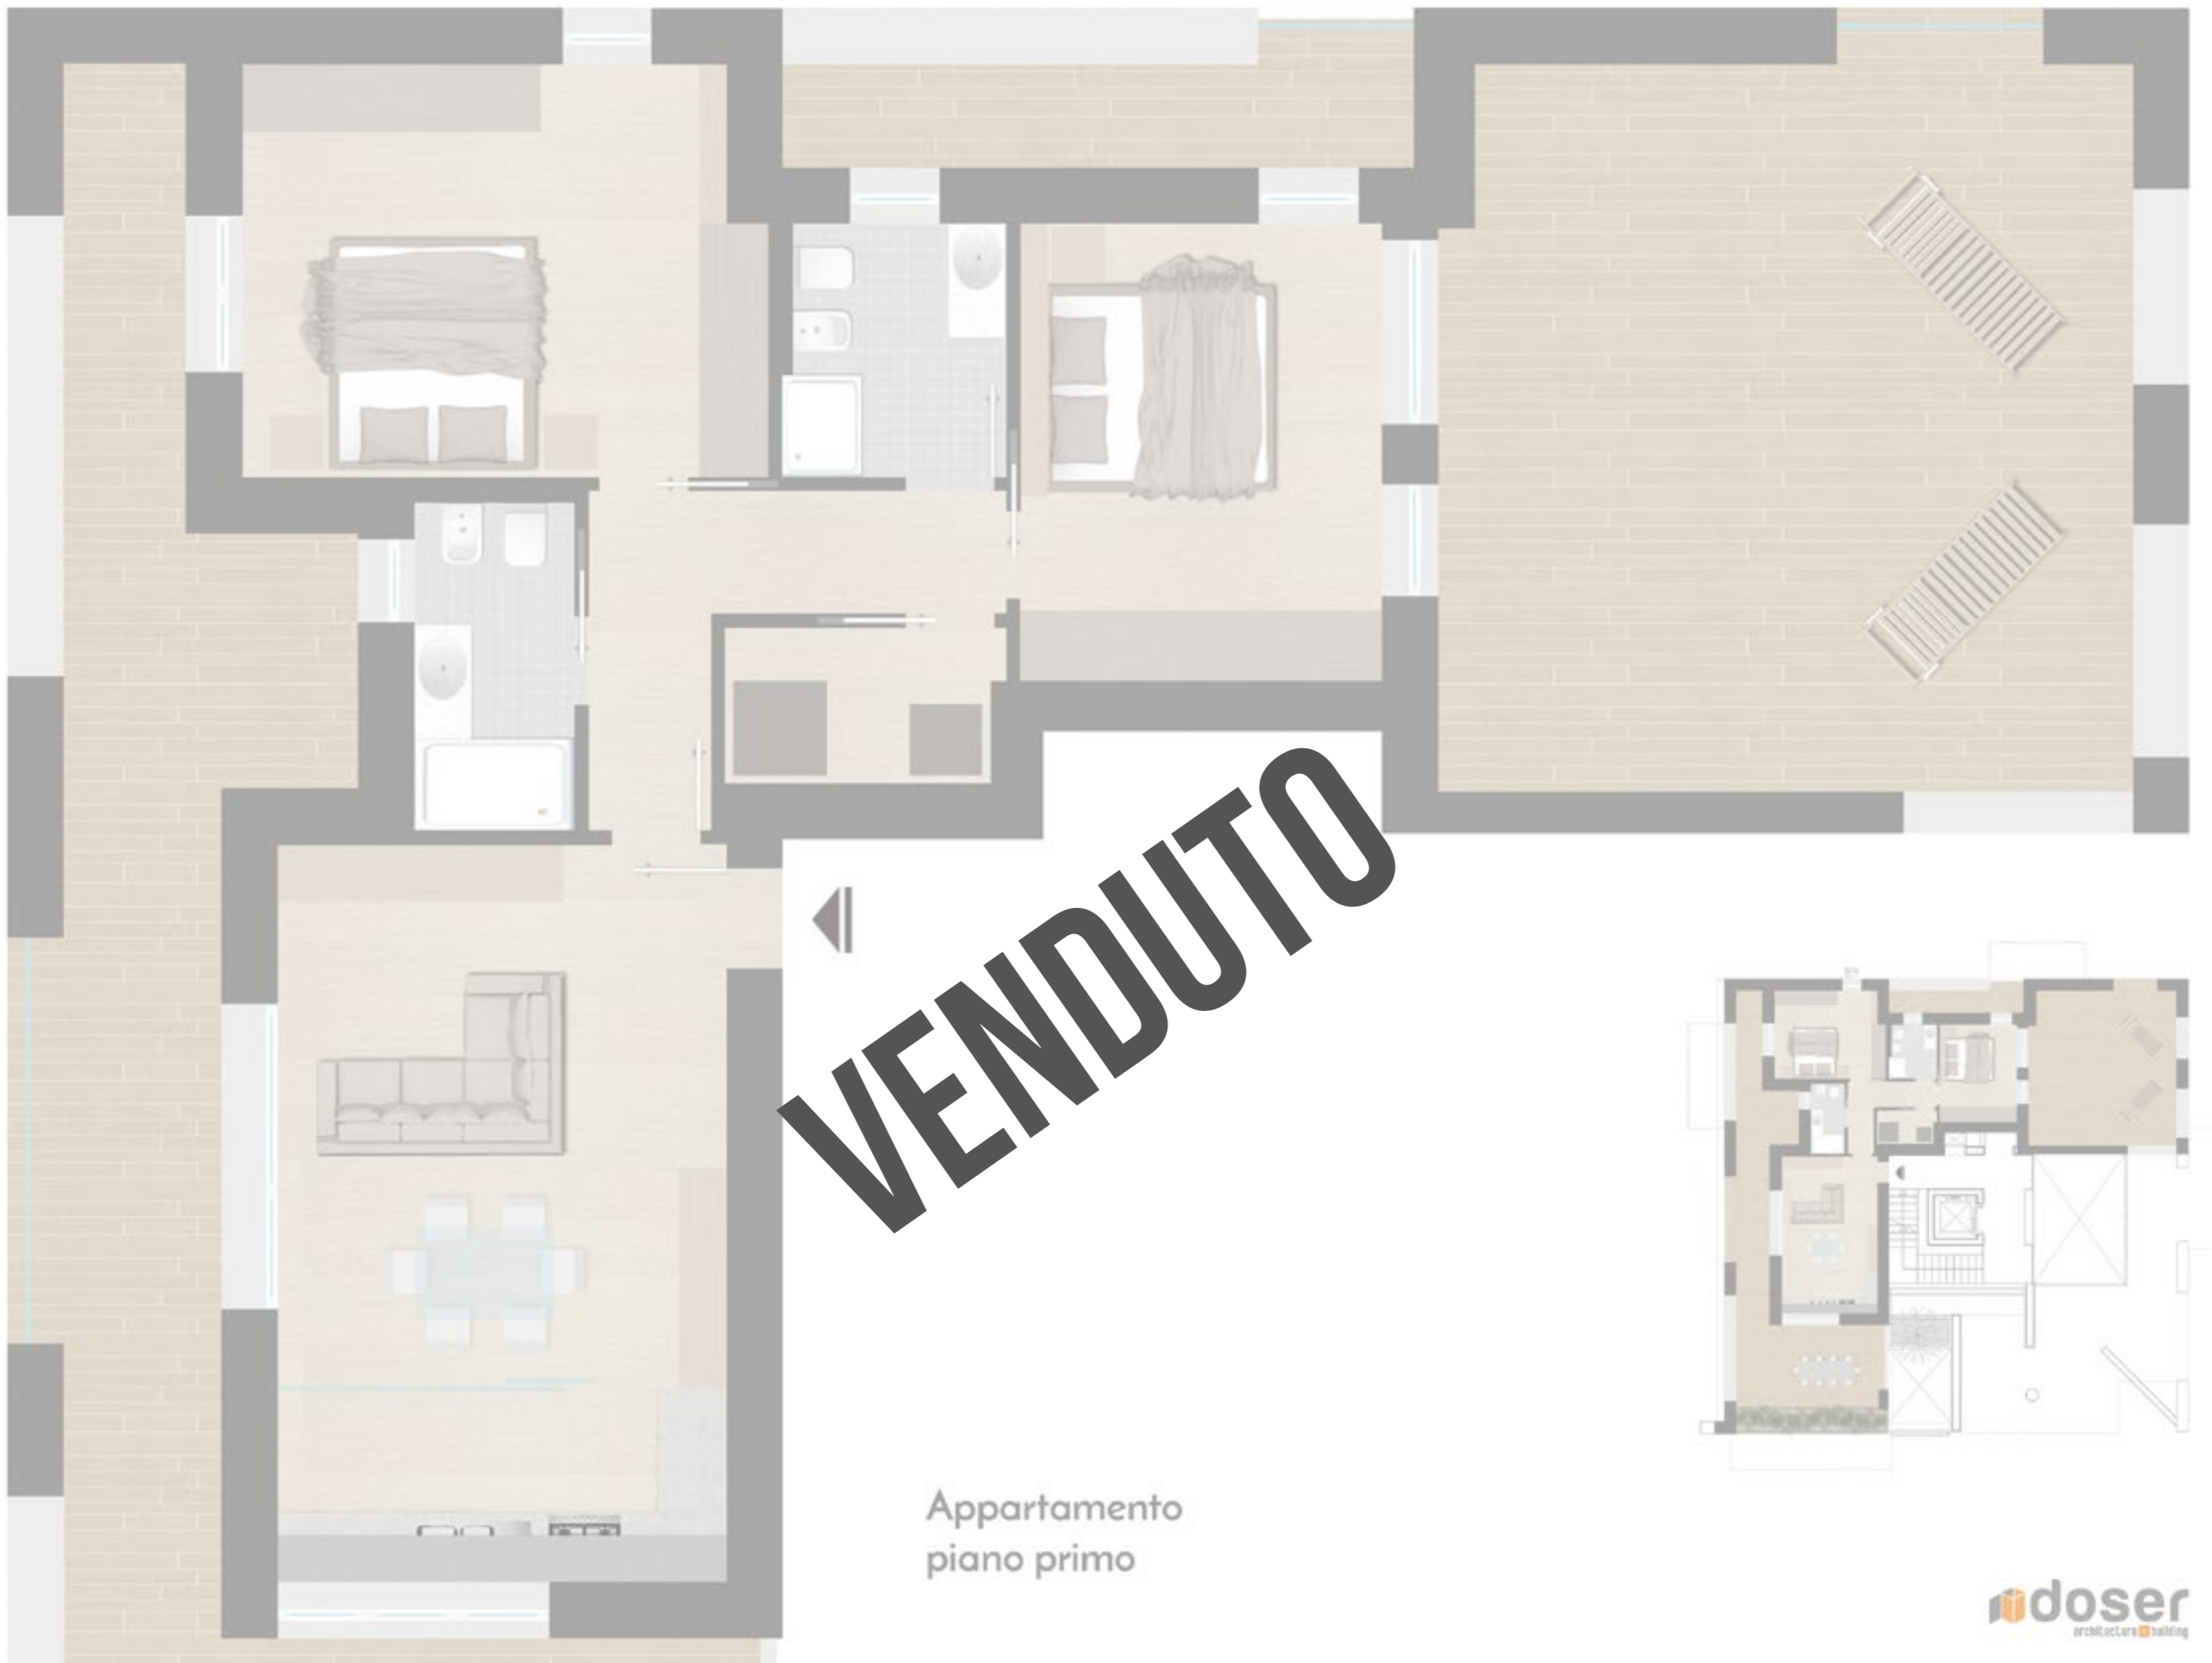 VENDUTO
Appartamento
piano primo
doser
architecture+building